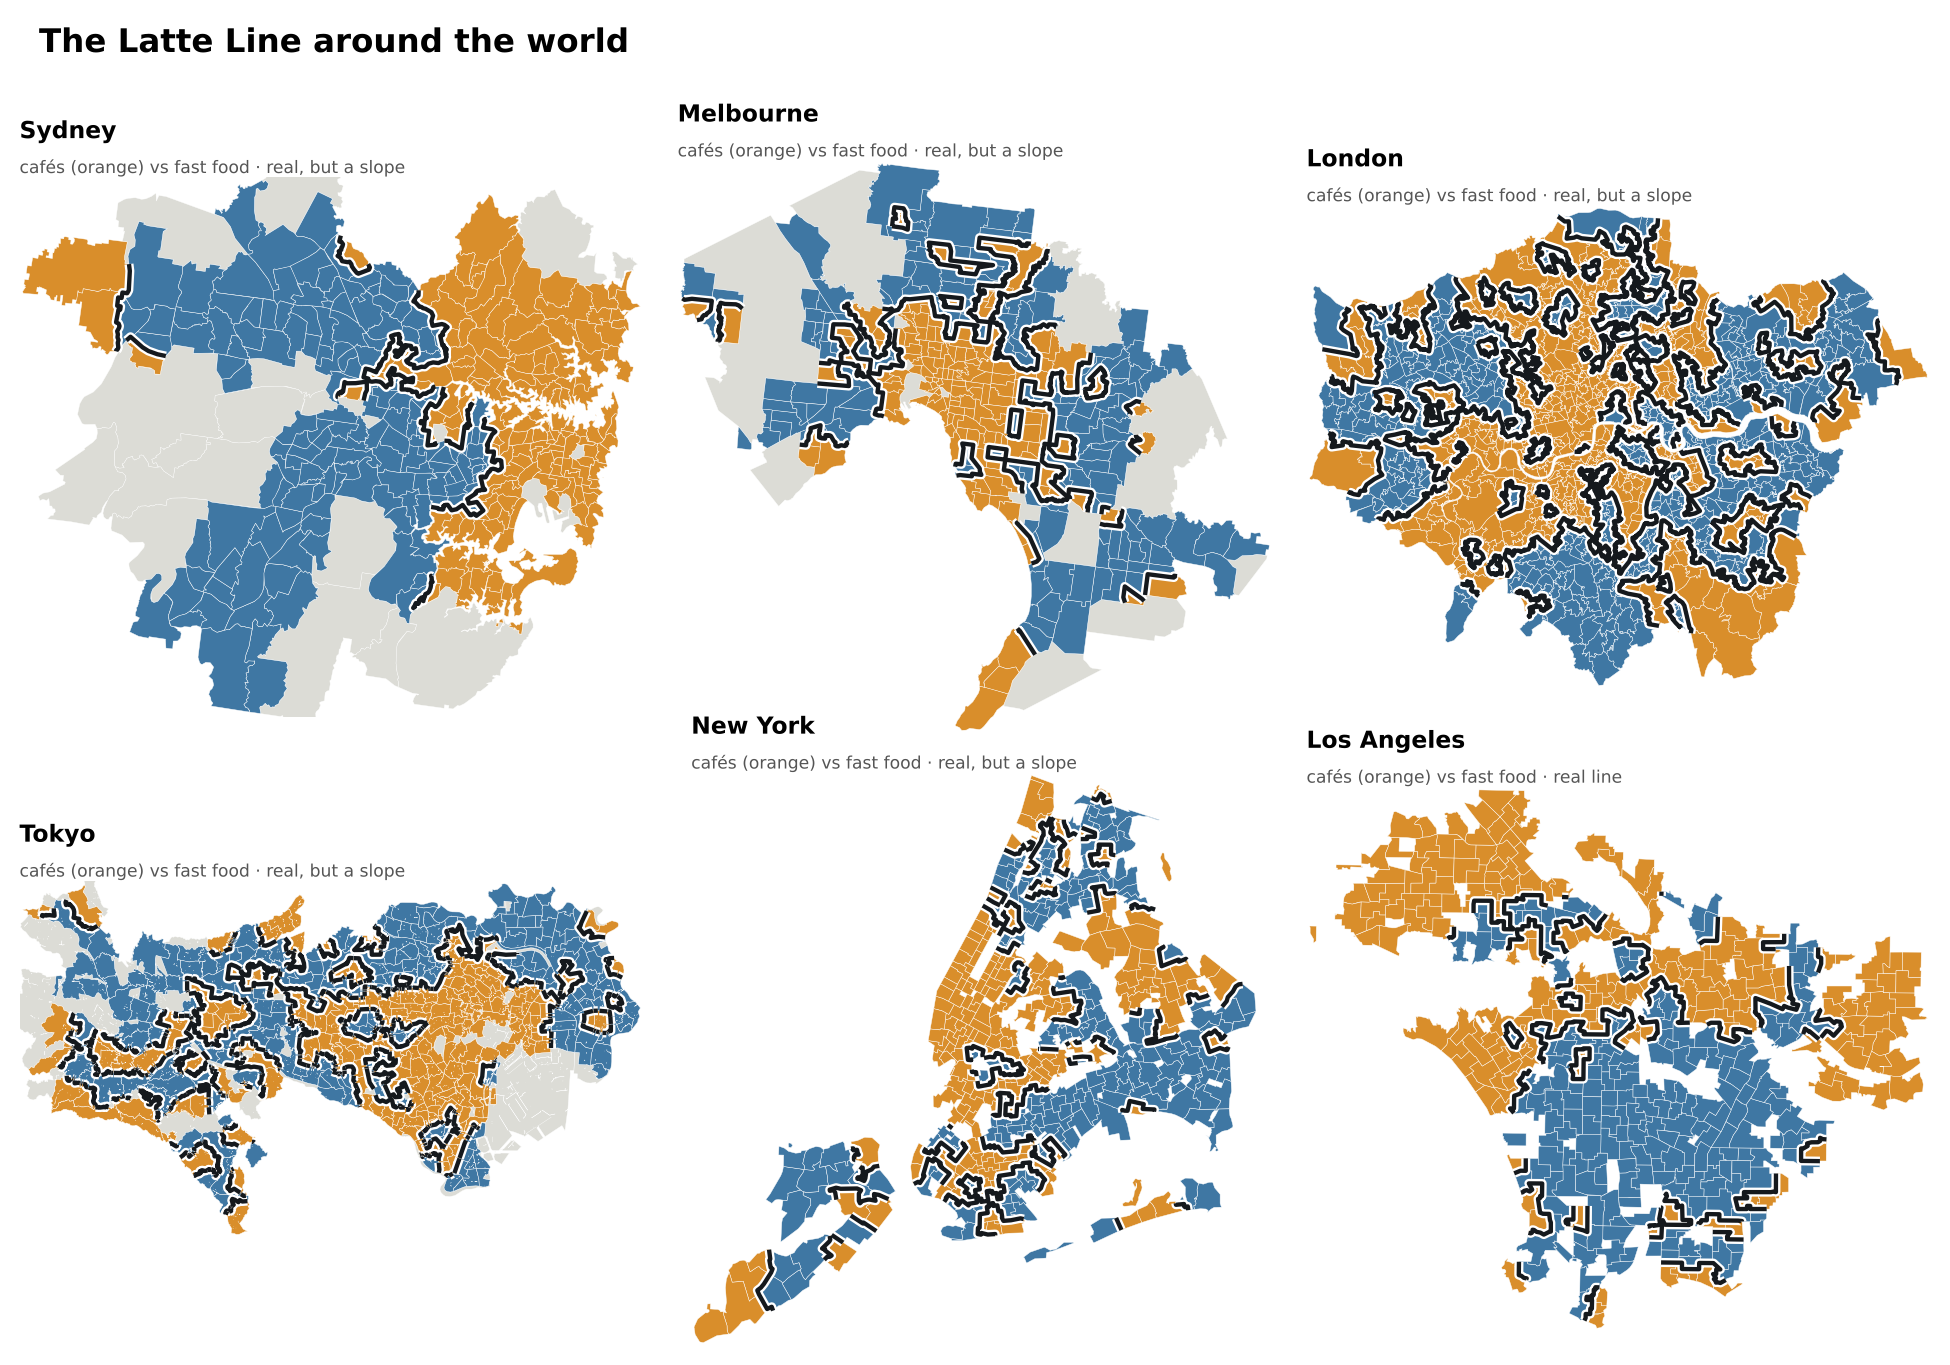 The Latte Line around the world
Sydney
cafés (orange) vs fast food · real, but a slope
Melbourne
cafés (orange) vs fast food · real, but a slope
London
cafés (orange) vs fast food · real, but a slope
Tokyo
cafés (orange) vs fast food · real, but a slope
New York
cafés (orange) vs fast food · real, but a slope
Los Angeles
cafés (orange) vs fast food · real line